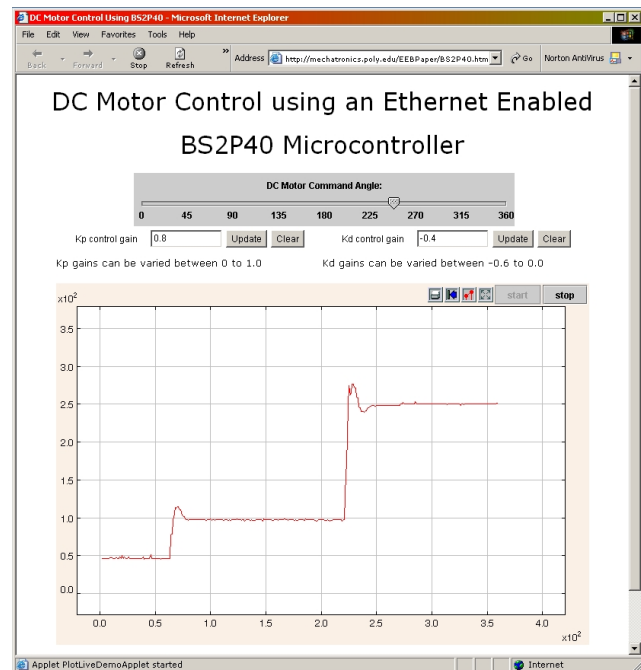 DC Motor Control Using BS2P40 - Microsoft Internet Explorer
File Edit View Favorites Tools Help
Back Forward Stop Refresh » Address http://mechatronics.poly.edu/EEBPaper/BS2P40.htm Go Norton AntiVirus
DC Motor Control using an Ethernet Enabled
BS2P40 Microcontroller
DC Motor Command Angle:
0 45 90 135 180 225 270 315 360
Kp control gain 0.8 Update Clear Kd control gain -0.4 Update Clear
Kp gains can be varied between 0 to 1.0 Kd gains can be varied between -0.6 to 0.0
x10² start stop
3.5
3.0
2.5
2.0
1.5
1.0
0.5
0.0
0.0 0.5 1.0 1.5 2.0 2.5 3.0 3.5 4.0
x10²
Applet PlotLiveDemoApplet started Internet